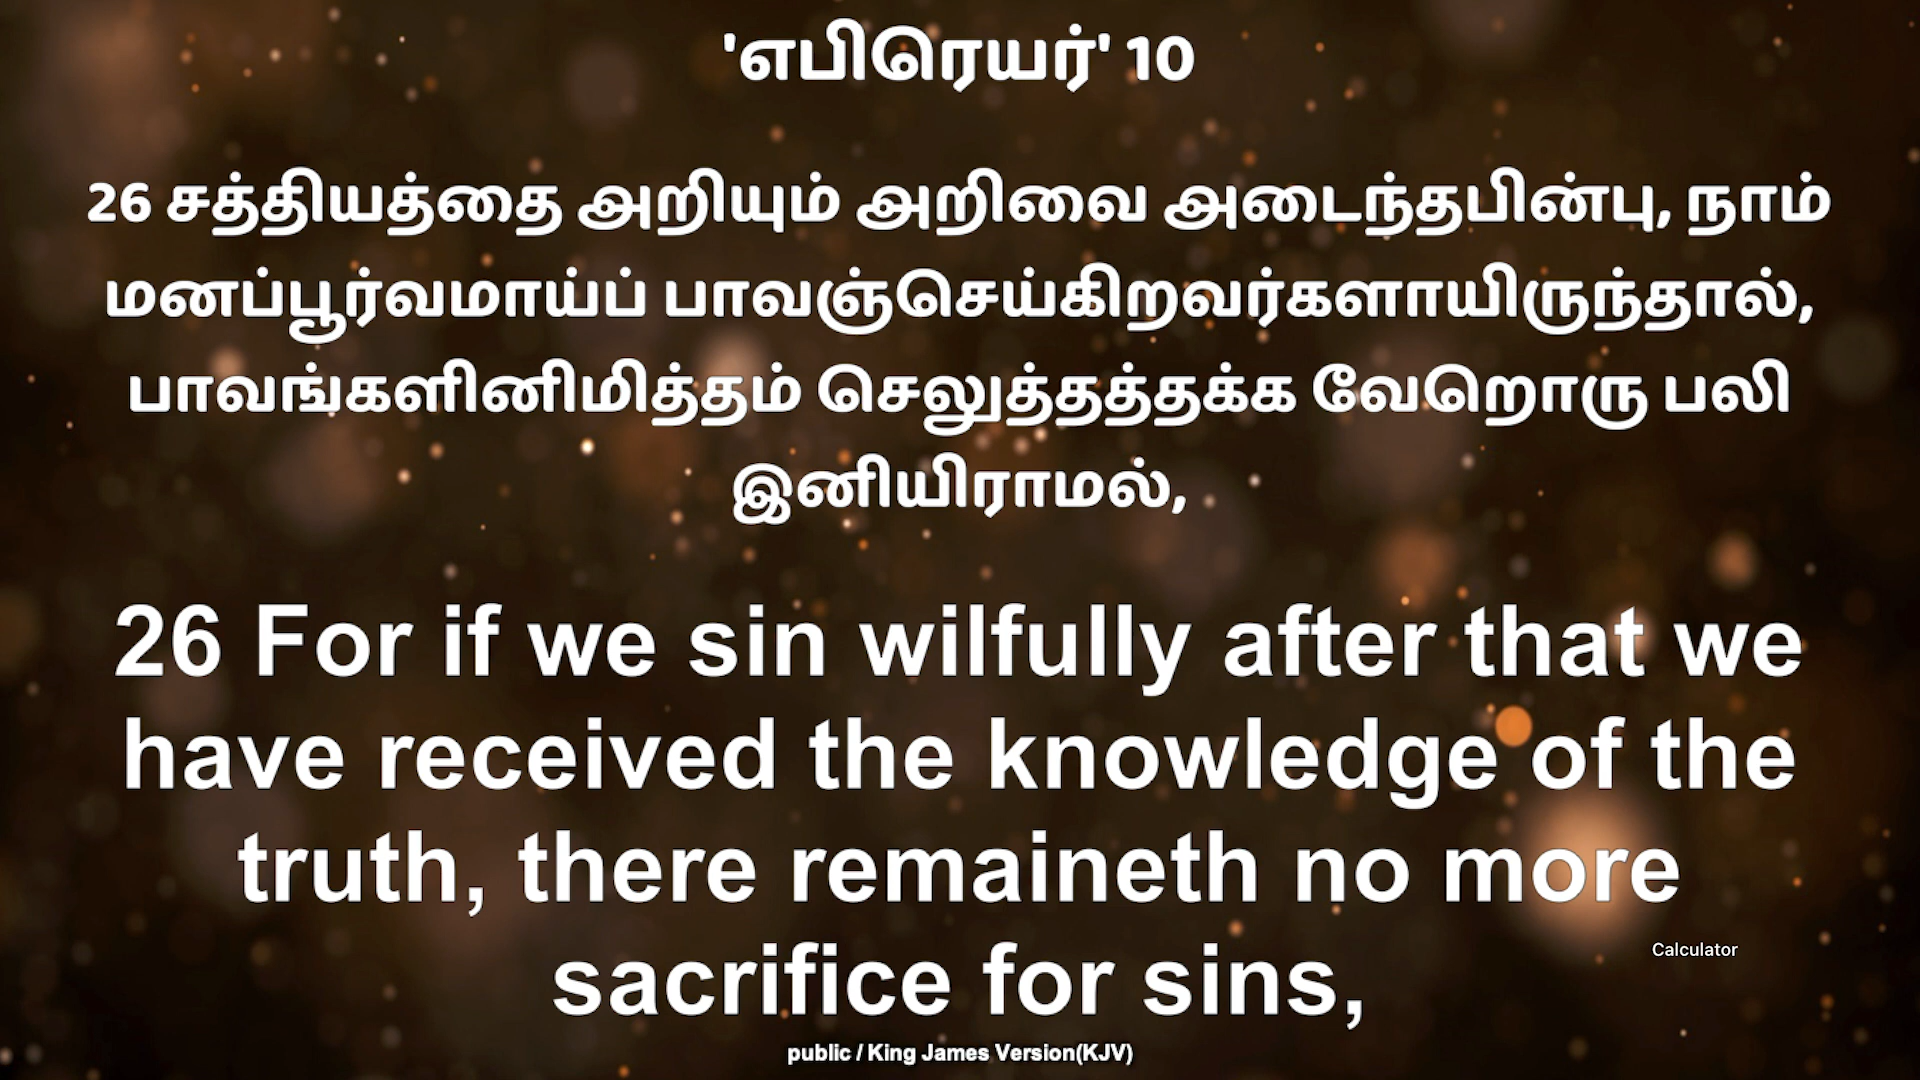 'எபிரெயர்' 10
26 சத்தியத்தை அறியும் அறிவை அடைந்தபின்பு, நாம்
மனப்பூர்வமாய்ப் பாவஞ்செய்கிறவர்களாயிருந்தால்,
பாவங்களினிமித்தம் செலுத்தத்தக்க வேறொரு பலி
இனியிராமல்,
26 For if we sin wilfully after that we
have received the knowledge of the
truth, there remaineth no more
sacrifice for sins,
Calculator
public / King James Version(KJV)